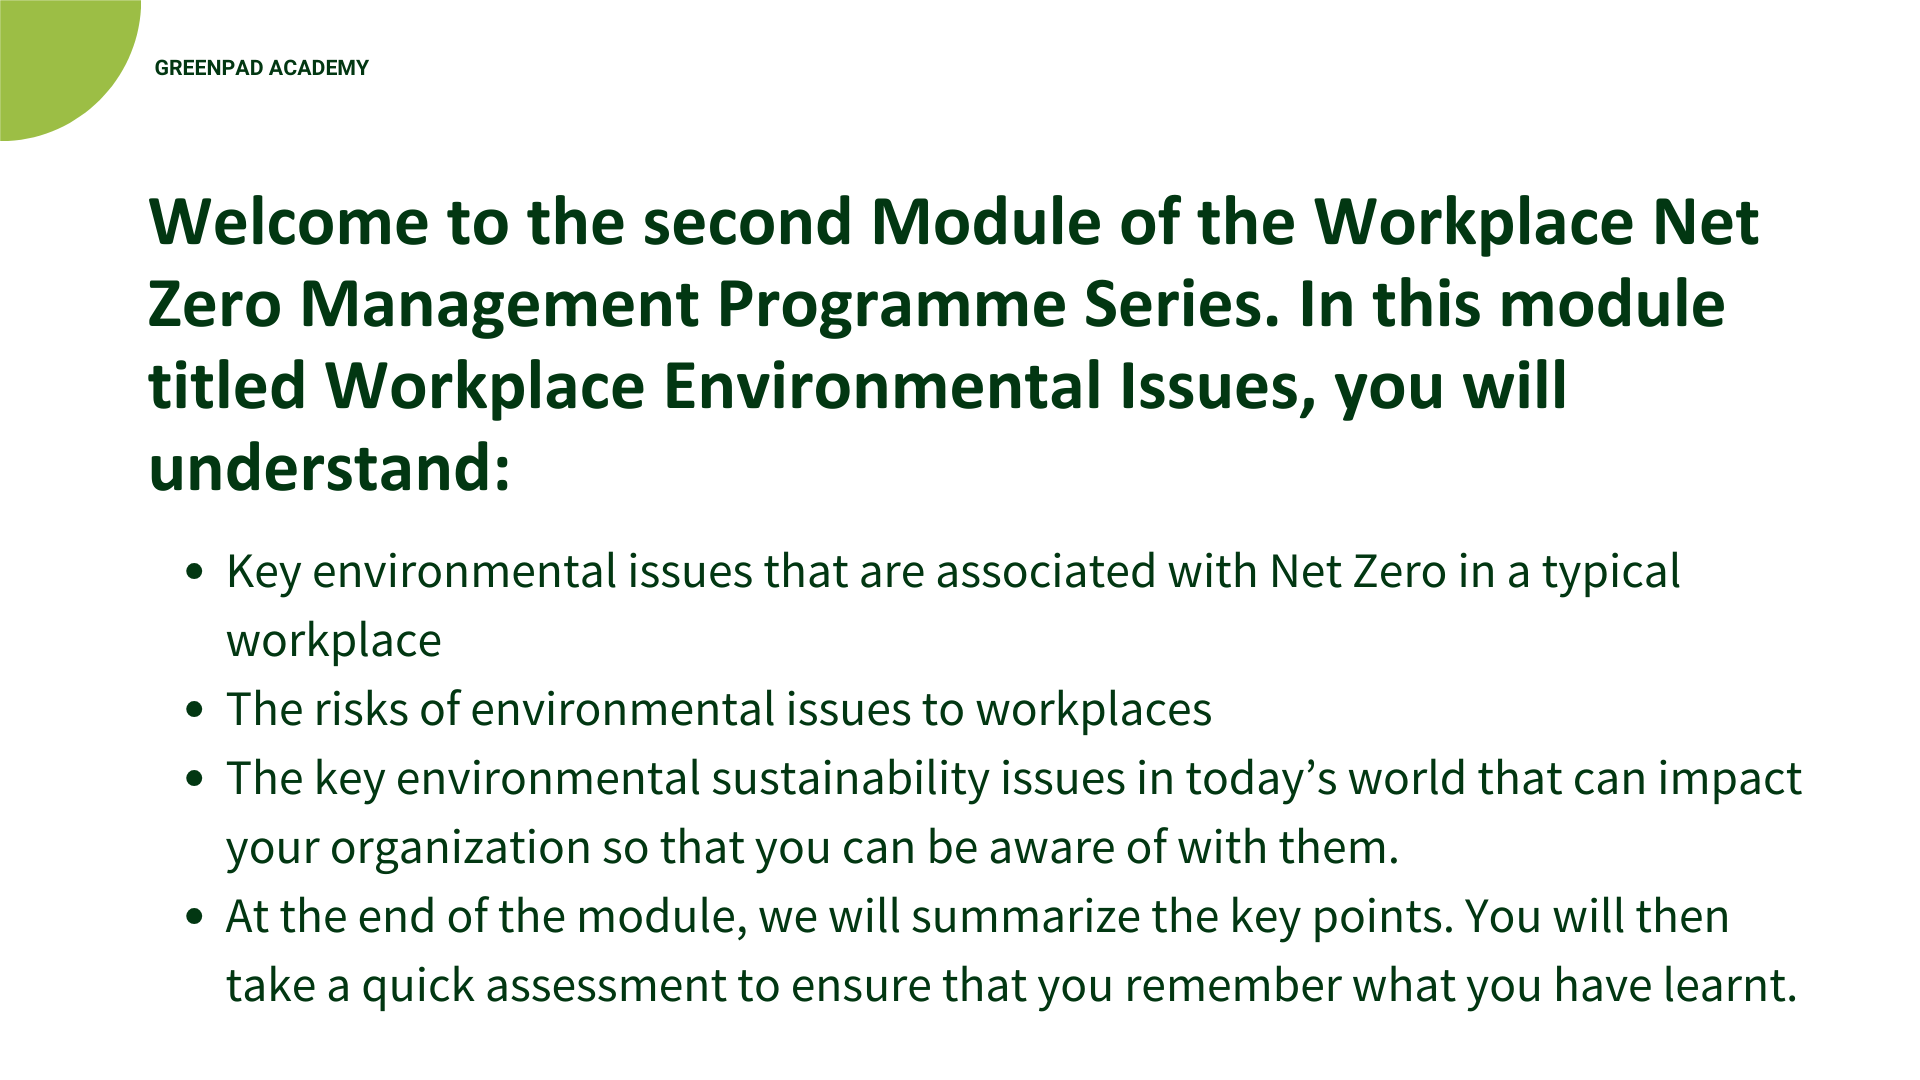 GREENPAD ACADEMY
Welcome to the second Module of the Workplace Net
Zero Management Programme Series. In this module
titled Workplace Environmental Issues, you will
understand:
• Key environmental issues that are associated with Net Zero in a typical
workplace
• The risks of environmental issues to workplaces
• The key environmental sustainability issues in today’s world that can impact
your organization so that you can be aware of with them.
• At the end of the module, we will summarize the key points. You will then
take a quick assessment to ensure that you remember what you have learnt.